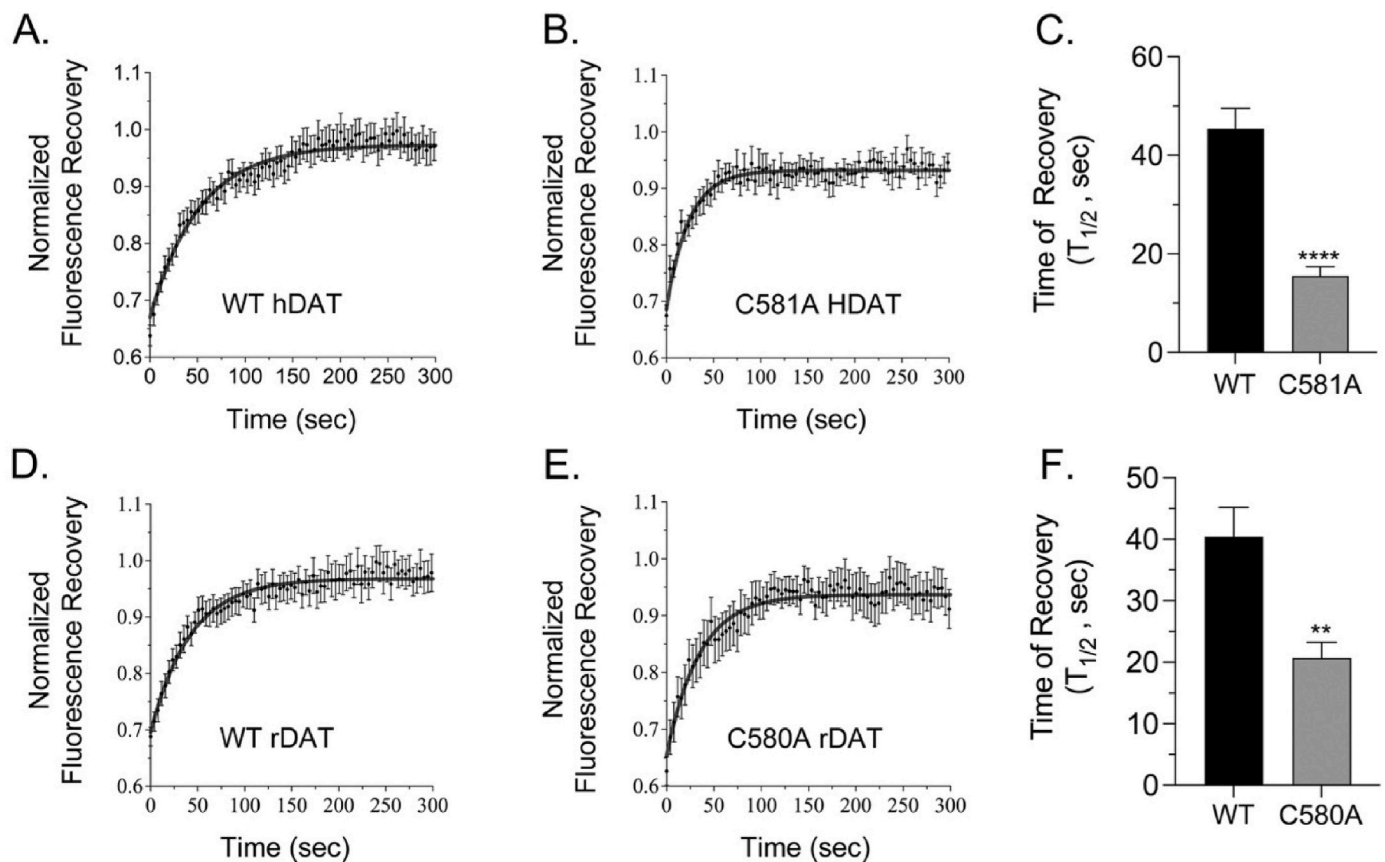 A.
Normalized
Fluorescence Recovery
1.1
1.0
0.9
0.8
0.7
0.6
WT hDAT
0 50 100 150 200 250 300
Time (sec)
B.
Normalized
Fluorescence Recovery
1.1
1.0
0.9
0.8
0.7
0.6
C581A HDAT
0 50 100 150 200 250 300
Time (sec)
C.
Time of Recovery
(T1/2 , sec)
60
40
20
0
****
WT C581A
D.
Normalized
Fluorescence Recovery
1.1
1.0
0.9
0.8
0.7
0.6
WT rDAT
0 50 100 150 200 250 300
Time (sec)
E.
Normalized
Fluorescence Recovery
1.1
1.0
0.9
0.8
0.7
0.6
C580A rDAT
0 50 100 150 200 250 300
Time (sec)
F.
Time of Recovery
(T1/2 , sec)
50
40
30
20
10
0
**
WT C580A